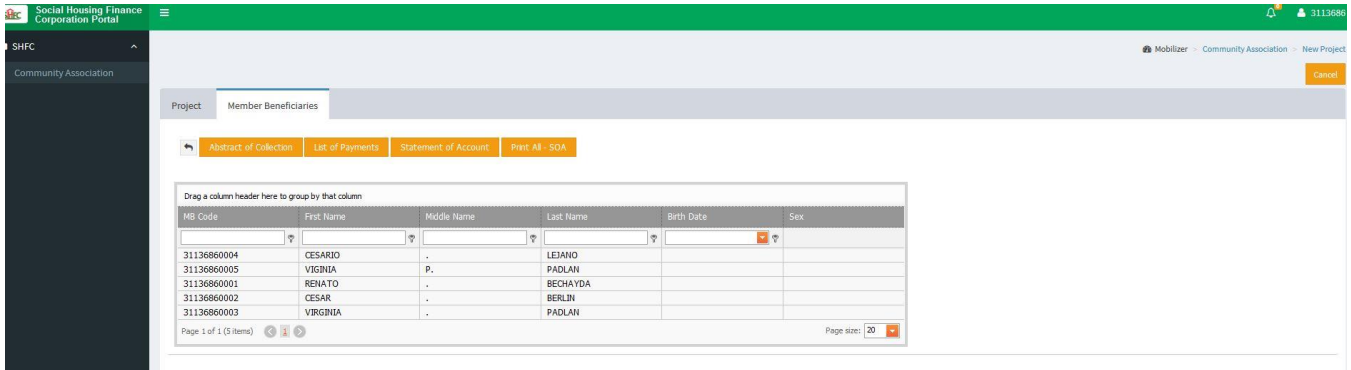 Social Housing Finance
Corporation Portal
3113686
SHFC
Community Association
Mobilizer Community Association New Project
Cancel
Project Member Beneficiaries
Abstract of Collection List of Payments Statement of Account Print All - SOA
Drag a column header here to group by that column
MB Code First Name Middle Name Last Name Birth Date Sex
31136860004 CESARIO . LEJANO
31136860005 VIGINIA P. PADLAN
31136860001 RENATO . BECHAYDA
31136860002 CESAR . BERLIN
31136860003 VIRGINIA . PADLAN
Page 1 of 1 (5 items) 1 Page size: 20